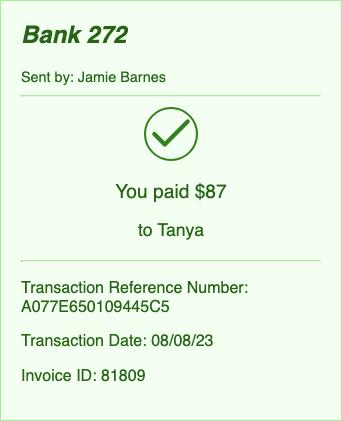 Bank 272
Sent by: Jamie Barnes
You paid $87
to Tanya
Transaction Reference Number:
A077E650109445C5
Transaction Date: 08/08/23
Invoice ID: 81809